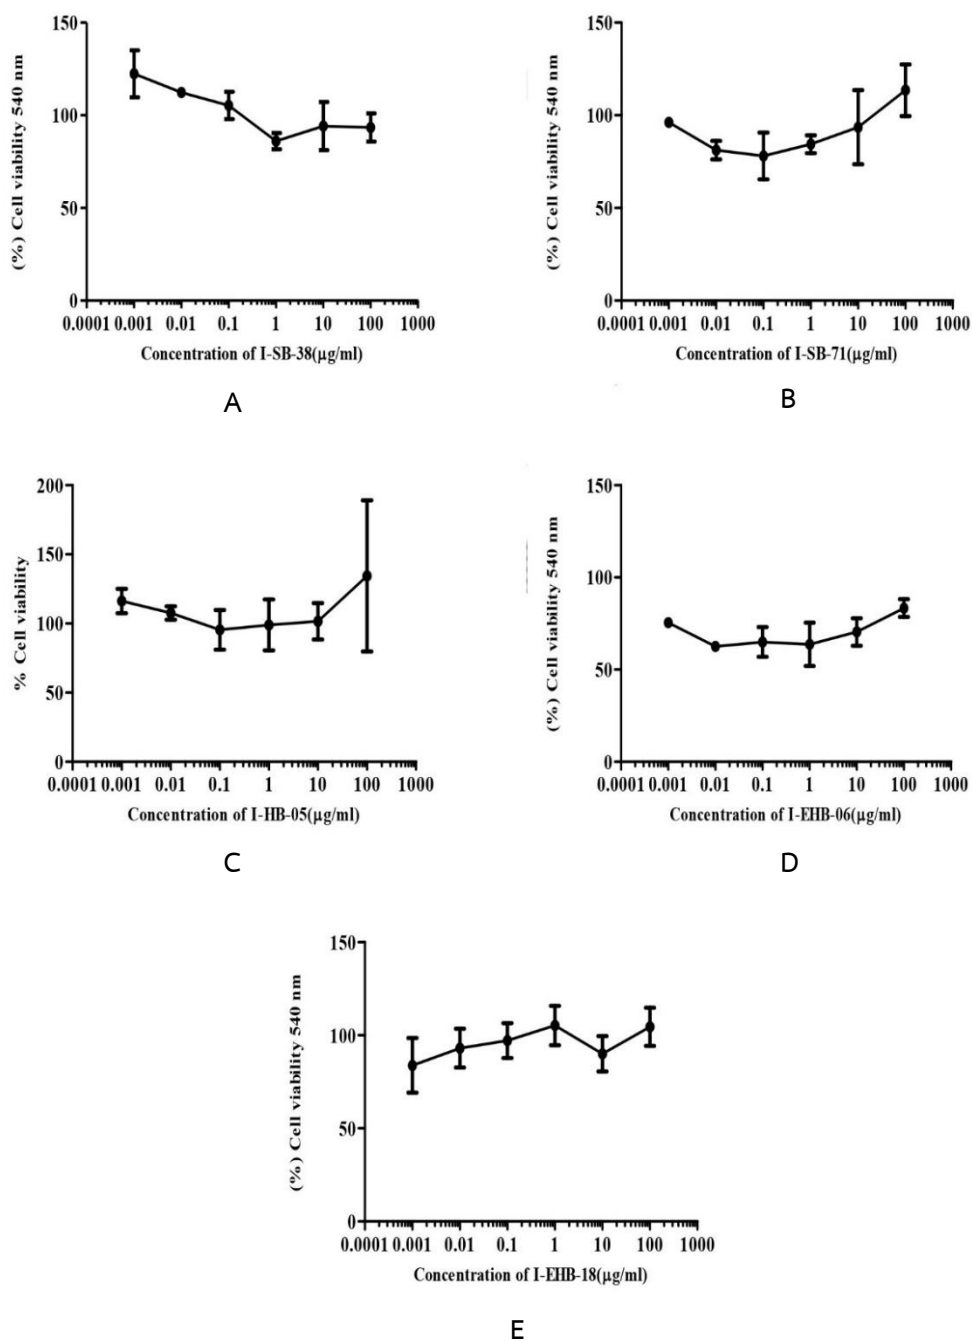 150
100
50
0
(%) Cell viability 540 nm
0.0001 0.001 0.01 0.1 1 10 100 1000
Concentration of I-SB-38(µg/ml)
A
150
100
50
0
(%) Cell viability 540 nm
0.0001 0.001 0.01 0.1 1 10 100 1000
Concentration of I-SB-71(µg/ml)
B
200
150
100
50
0
% Cell viability
0.0001 0.001 0.01 0.1 1 10 100 1000
Concentration of I-HB-05(µg/ml)
C
150
100
50
0
(%) Cell viability 540 nm
0.0001 0.001 0.01 0.1 1 10 100 1000
Concentration of I-EHB-06(µg/ml)
D
150
100
50
0
(%) Cell viability 540 nm
0.0001 0.001 0.01 0.1 1 10 100 1000
Concentration of I-EHB-18(µg/ml)
E